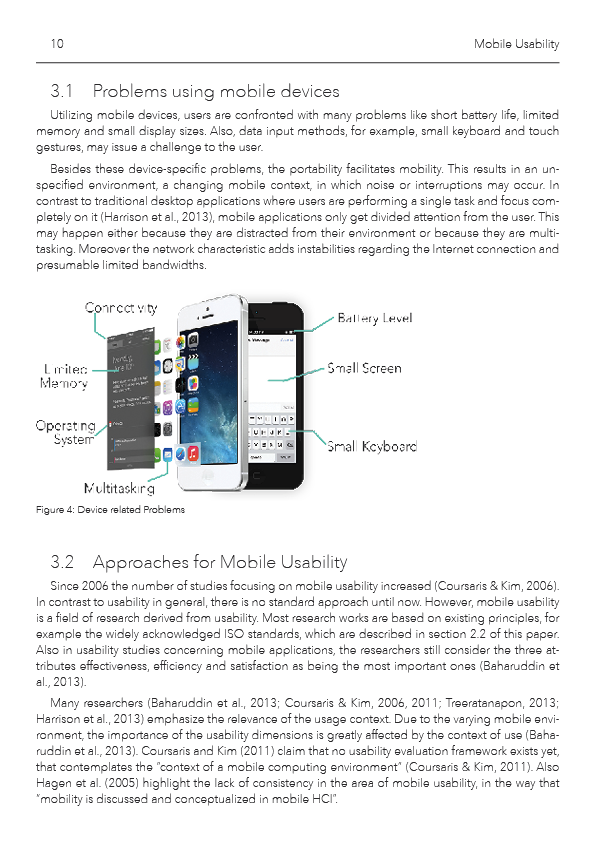 10
Mobile Usability
3.1 Problems using mobile devices
Utilizing mobile devices, users are confronted with many problems like short battery life, limited
memory and small display sizes. Also, data input methods, for example, small keyboard and touch
gestures, may issue a challenge to the user.
Besides these device-specific problems, the portability facilitates mobility. This results in an un-
specified environment, a changing mobile context, in which noise or interruptions may occur. In
contrast to traditional desktop applications where users are performing a single task and focus com-
pletely on it (Harrison et al., 2013), mobile applications only get divided attention from the user. This
may happen either because they are distracted from their environment or because they are multi-
tasking. Moreover the network characteristic adds instabilities regarding the Internet connection and
presumable limited bandwidths.
Connectivity
Battery Level
Limited
Memory
Small Screen
Operating
System
Small Keyboard
Multitasking
Figure 4: Device related Problems
3.2 Approaches for Mobile Usability
Since 2006 the number of studies focusing on mobile usability increased (Coursaris & Kim, 2006).
In contrast to usability in general, there is no standard approach until now. However, mobile usability
is a field of research derived from usability. Most research works are based on existing principles, for
example the widely acknowledged ISO standards, which are described in section 2.2 of this paper.
Also in usability studies concerning mobile applications, the researchers still consider the three at-
tributes effectiveness, efficiency and satisfaction as being the most important ones (Baharuddin et
al., 2013).
Many researchers (Baharuddin et al., 2013; Coursaris & Kim, 2006, 2011; Treeratanapon, 2013;
Harrison et al., 2013) emphasize the relevance of the usage context. Due to the varying mobile envi-
ronment, the importance of the usability dimensions is greatly affected by the context of use (Baha-
ruddin et al., 2013). Coursaris and Kim (2011) claim that no usability evaluation framework exists yet,
that contemplates the “context of a mobile computing environment” (Coursaris & Kim, 2011). Also
Hagen et al. (2005) highlight the lack of consistency in the area of mobile usability, in the way that
“mobility is discussed and conceptualized in mobile HCI”.